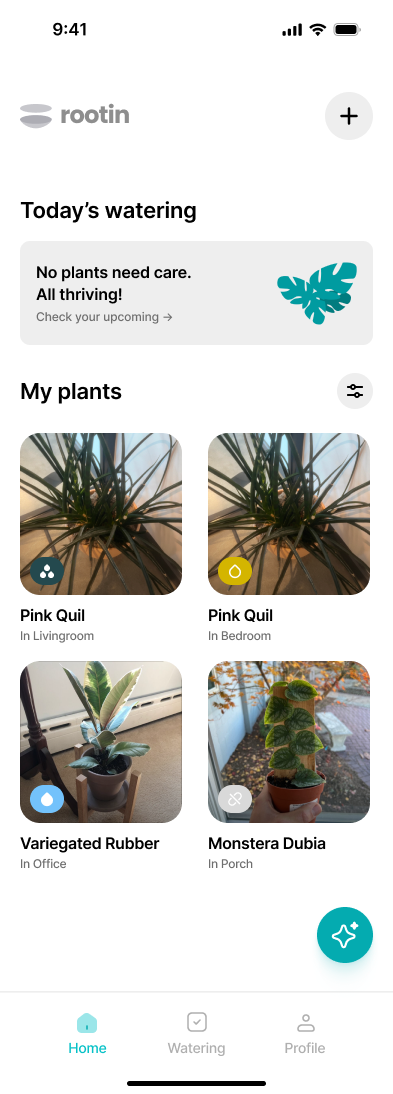 9:41
rootin
Today’s watering
No plants need care.
All thriving!
Check your upcoming →
My plants
Pink Quil
In Livingroom
Pink Quil
In Bedroom
Variegated Rubber
In Office
Monstera Dubia
In Porch
Home
Watering
Profile